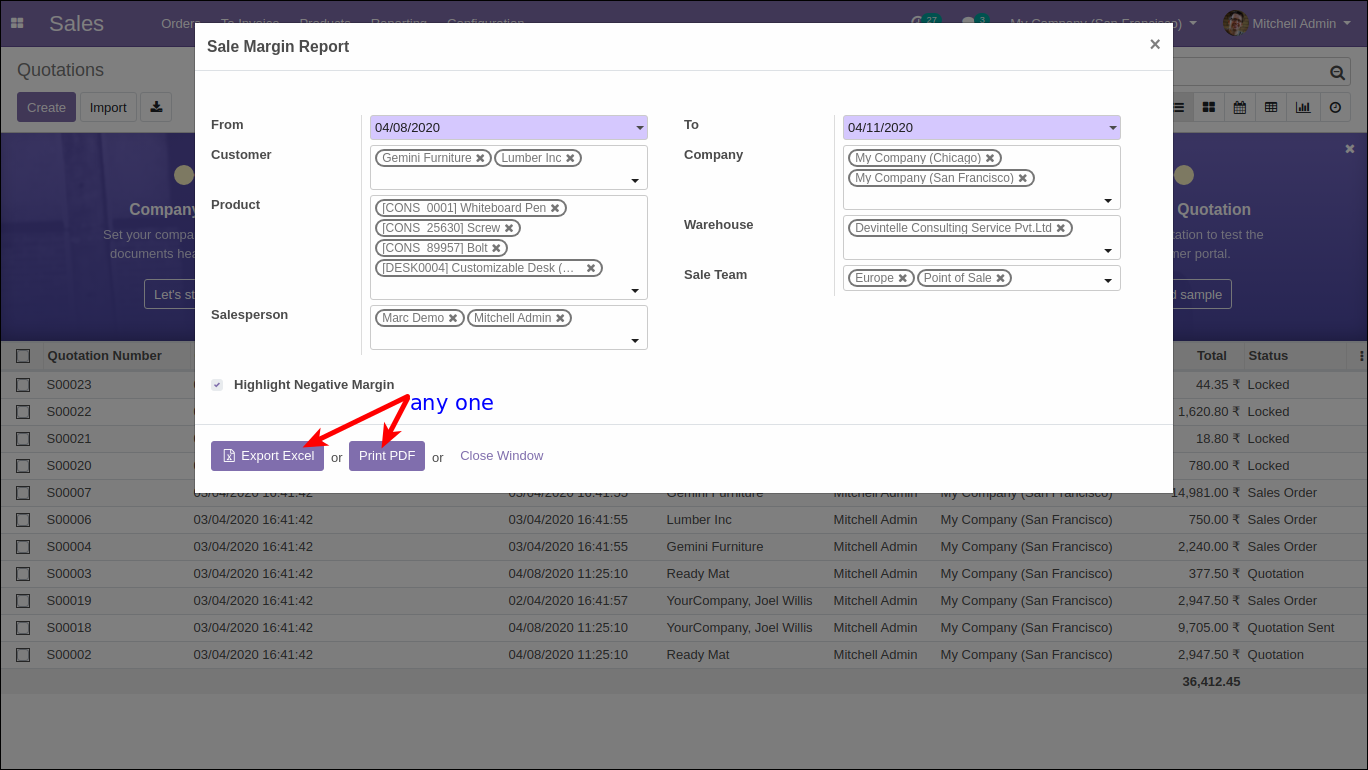 Sales Orders To Invoice Products Reporting Configuration 27 3 My Company (San Francisco) Mitchell Admin
Sale Margin Report ×
Quotations
Create Import
From 04/08/2020 To 04/11/2020
Customer Gemini Furniture Lumber Inc
Company My Company (Chicago)
My Company (San Francisco)
Product [CONS_0001] Whiteboard Pen
[CONS_25630] Screw
[CONS_89957] Bolt
[DESK0004] Customizable Desk (…
Warehouse Devintelle Consulting Service Pvt.Ltd
Sale Team Europe Point of Sale
Salesperson Marc Demo Mitchell Admin
Highlight Negative Margin
any one
Export Excel or Print PDF or Close Window
Company
Set your compa
documents hea
Let's st
Quotation
tation to test the
ner portal.
d sample
Quotation Number Total Status
S00023 44.35 ₹ Locked
S00022 1,620.80 ₹ Locked
S00021 18.80 ₹ Locked
S00020 780.00 ₹ Locked
S00007 03/04/2020 16:41:42 03/04/2020 16:41:55 Gemini Furniture Mitchell Admin My Company (San Francisco) 14,981.00 ₹ Sales Order
S00006 03/04/2020 16:41:42 03/04/2020 16:41:55 Lumber Inc Mitchell Admin My Company (San Francisco) 750.00 ₹ Sales Order
S00004 03/04/2020 16:41:42 03/04/2020 16:41:55 Gemini Furniture Mitchell Admin My Company (San Francisco) 2,240.00 ₹ Sales Order
S00003 03/04/2020 16:41:42 04/08/2020 11:25:10 Ready Mat Mitchell Admin My Company (San Francisco) 377.50 ₹ Quotation
S00019 03/04/2020 16:41:42 02/04/2020 16:41:57 YourCompany, Joel Willis Mitchell Admin My Company (San Francisco) 2,947.50 ₹ Sales Order
S00018 03/04/2020 16:41:42 04/08/2020 11:25:10 YourCompany, Joel Willis Mitchell Admin My Company (San Francisco) 9,705.00 ₹ Quotation Sent
S00002 03/04/2020 16:41:42 04/08/2020 11:25:10 Ready Mat Mitchell Admin My Company (San Francisco) 2,947.50 ₹ Quotation
36,412.45